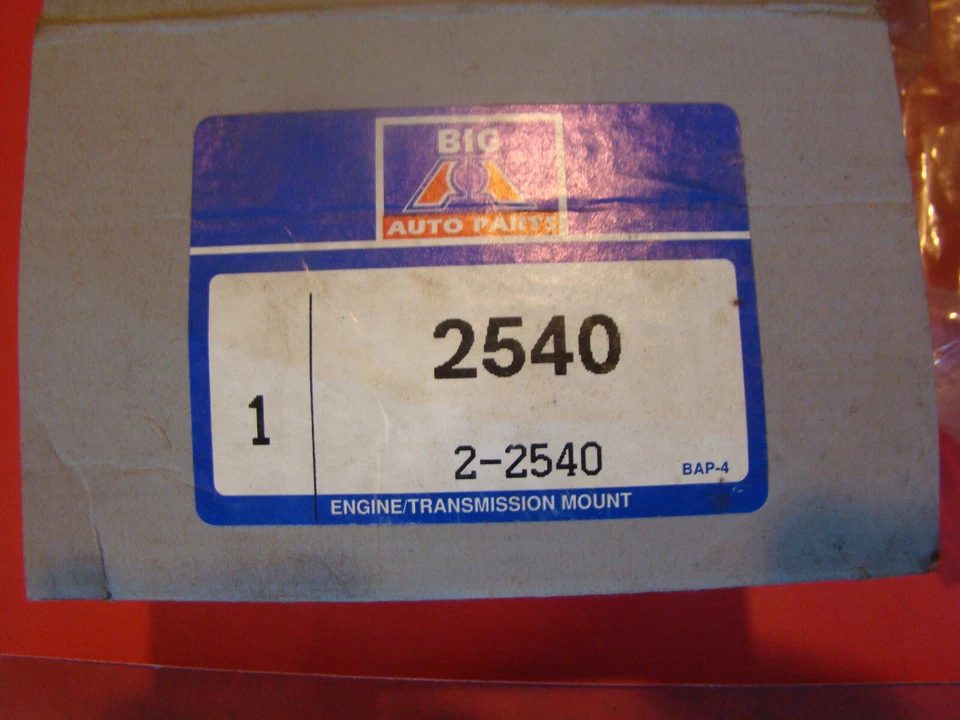 BIG
A
AUTO PARTS
2540
1
2-2540
BAP-4
ENGINE/TRANSMISSION MOUNT